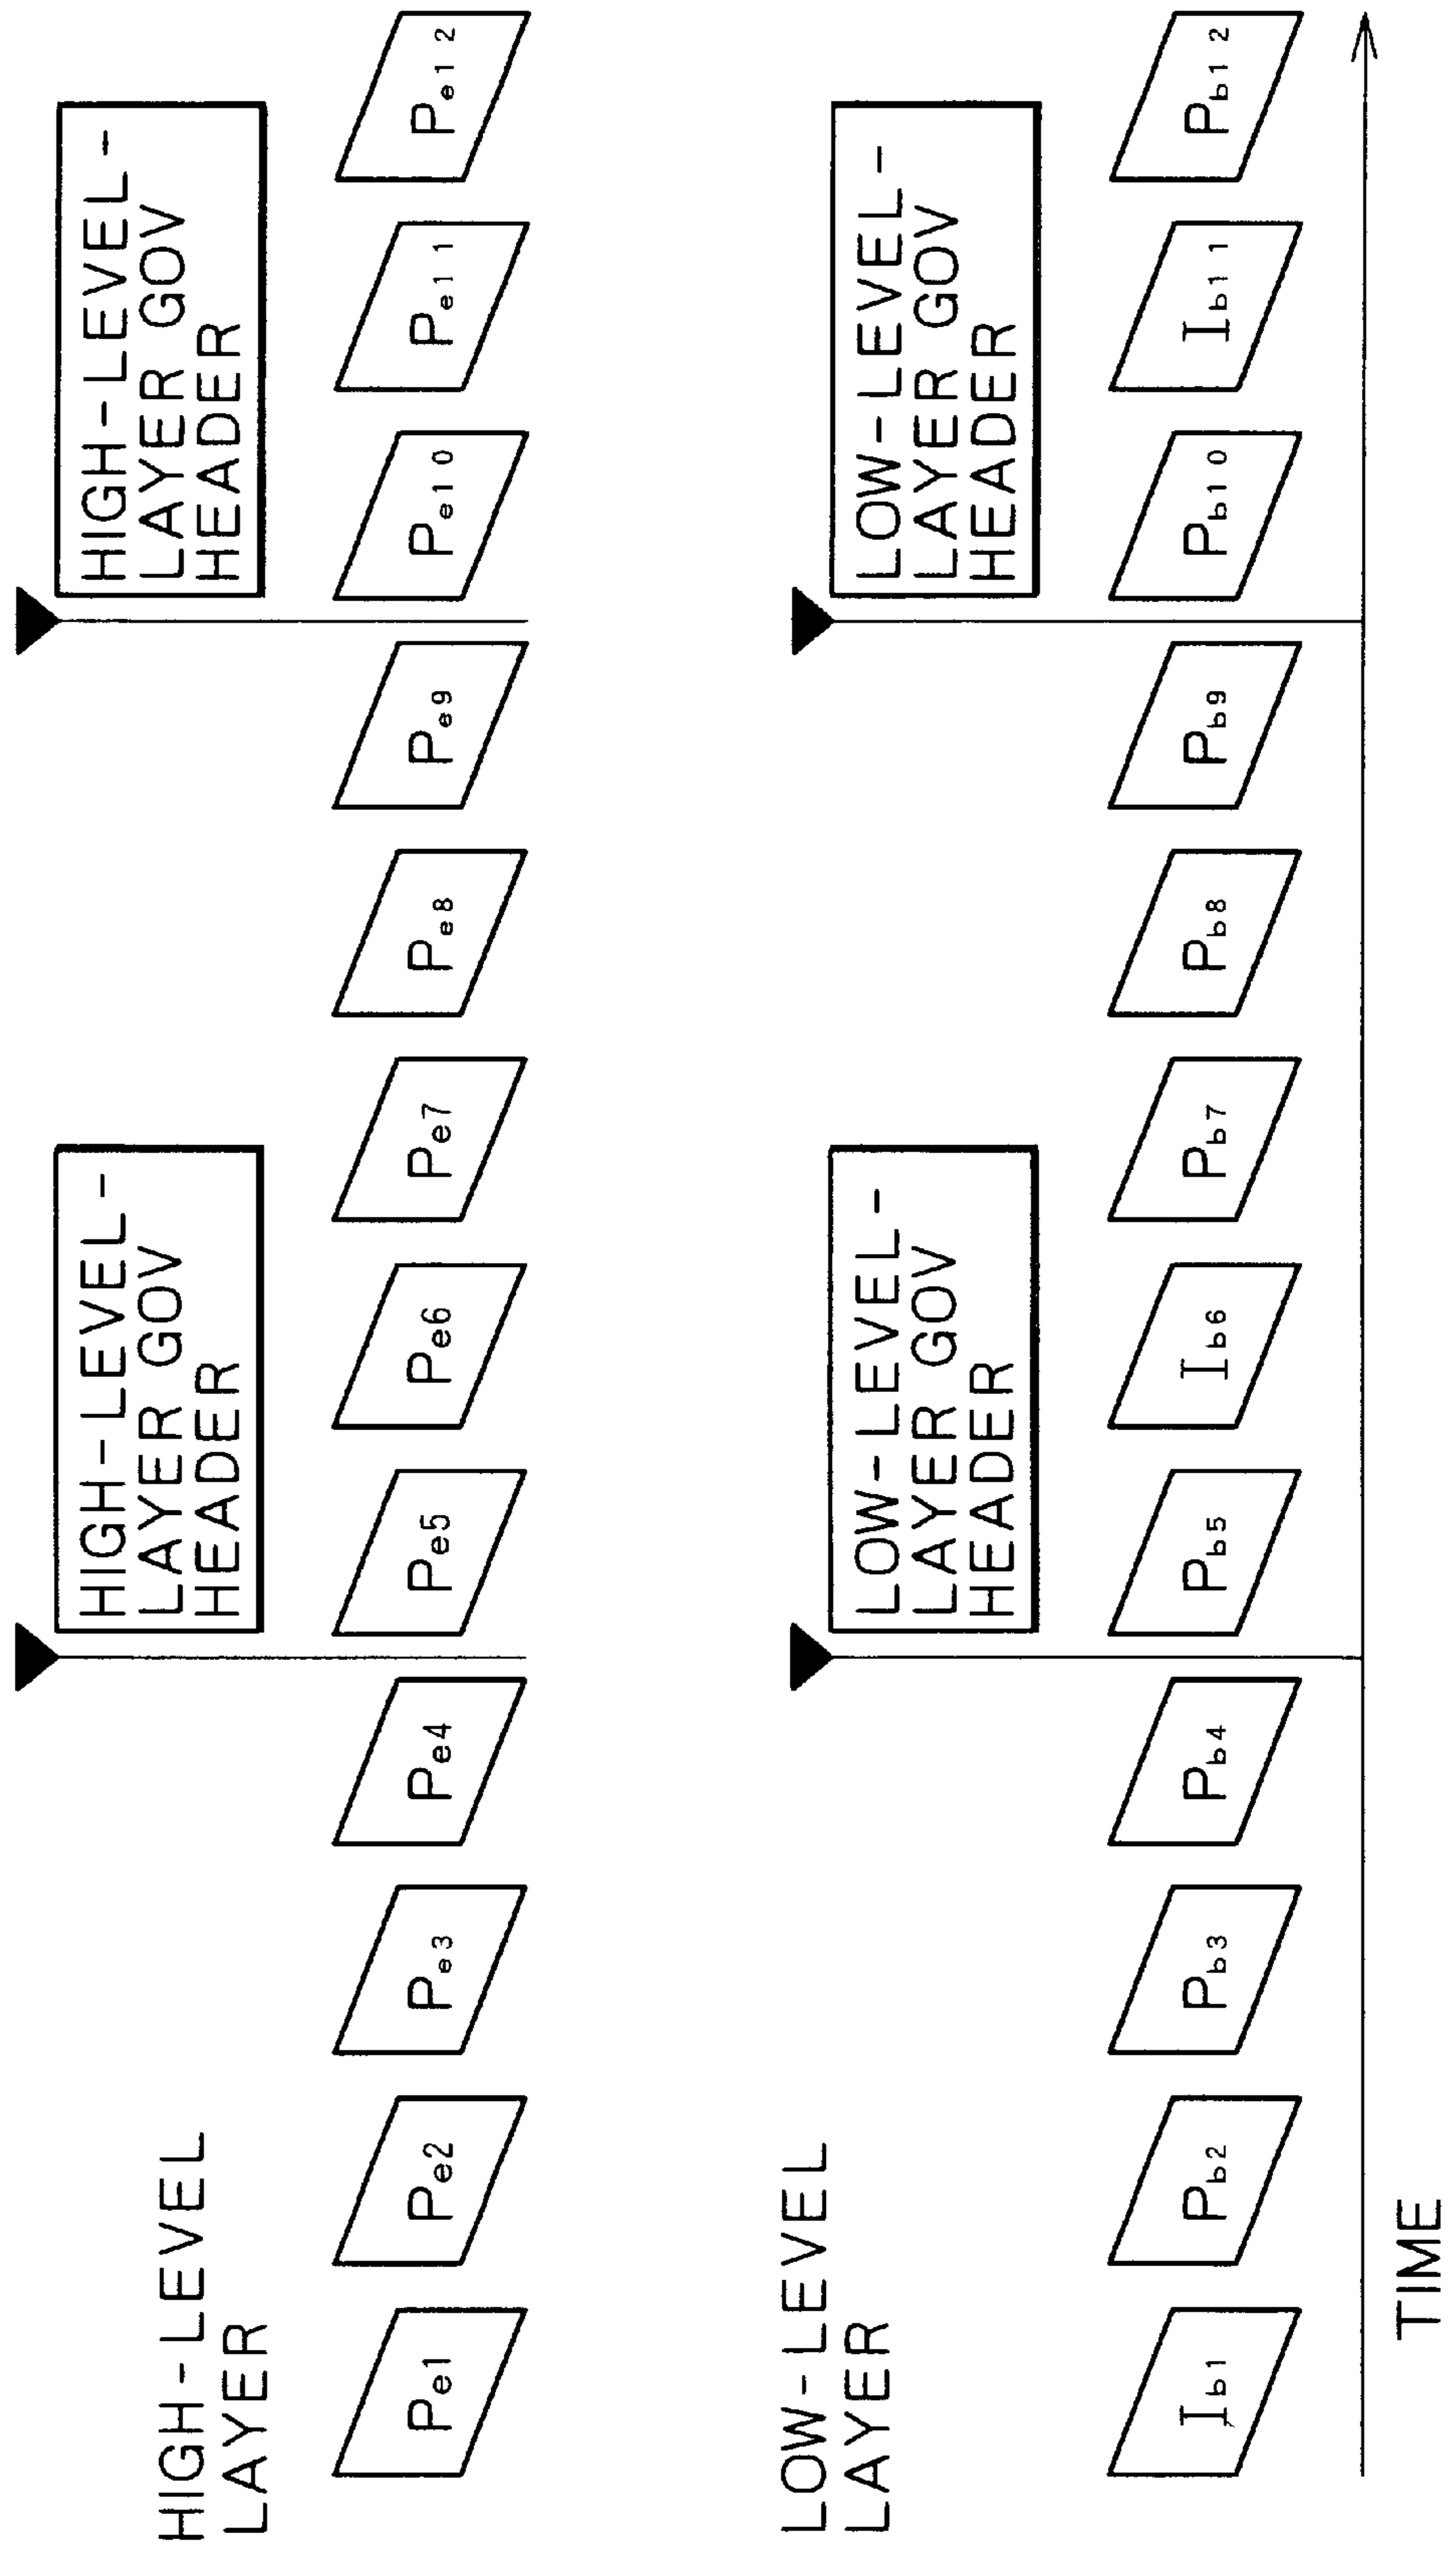 HIGH-LEVEL-
LAYER GOV
HEADER
HIGH-LEVEL-
LAYER GOV
HEADER
HIGH-LEVEL
LAYER
Pe1 Pe2 Pe3 Pe4 Pe5 Pe6 Pe7 Pe8 Pe9 Pe10 Pe11 Pe12
LOW-LEVEL-
LAYER GOV
HEADER
LOW-LEVEL-
LAYER GOV
HEADER
LOW-LEVEL
LAYER
Ib1 Pb2 Pb3 Pb4 Pb5 Ib6 Pb7 Pb8 Pb9 Pb10 Ib11 Pb12
TIME